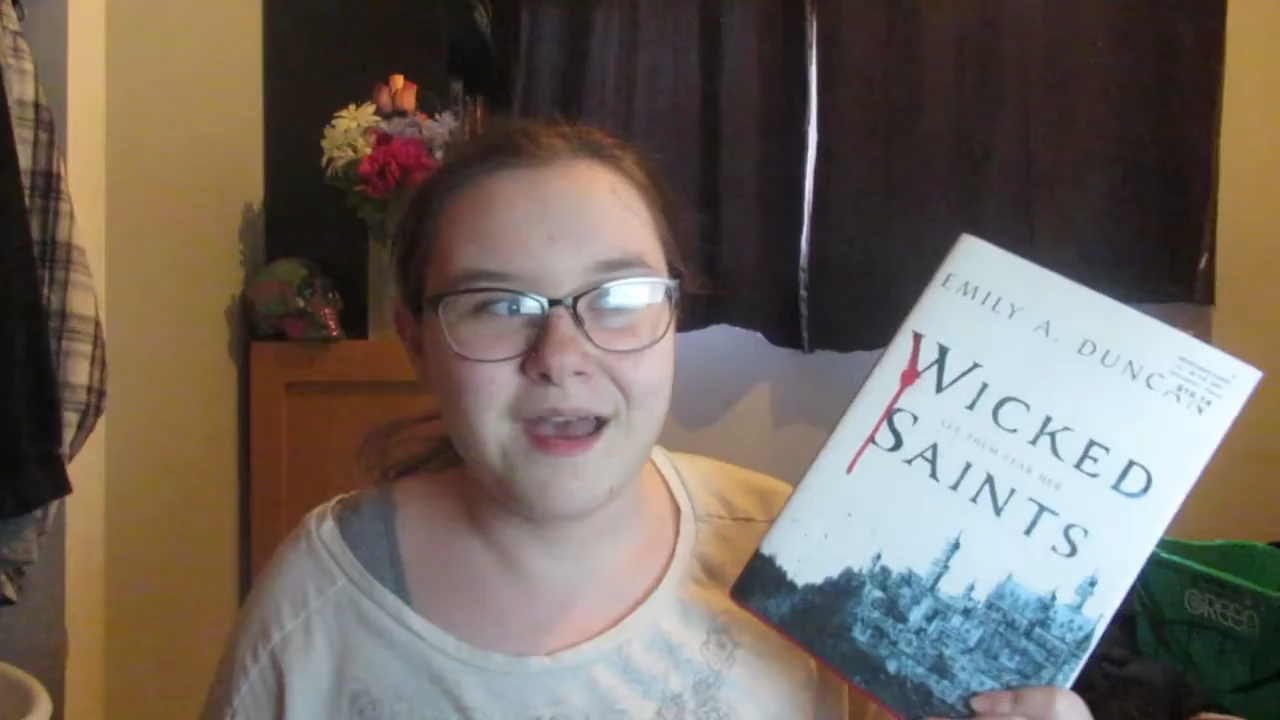 EMILY A. DUNCAN
WICKED
LET THEM FEAR HER
SAINTS
GREEN